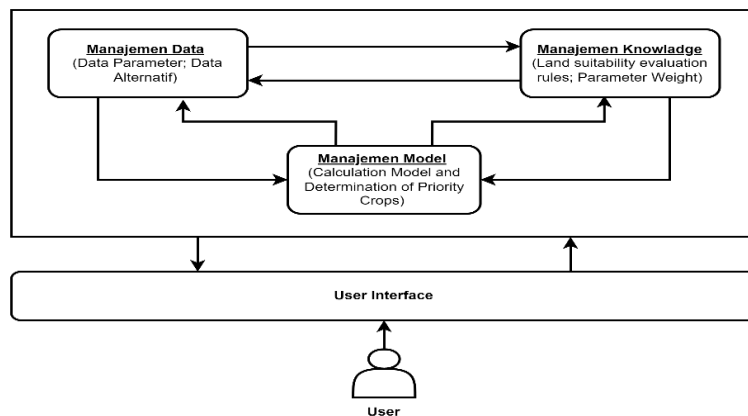 Manajemen Data
(Data Parameter; Data
Alternatif)
Manajemen Knowladge
(Land suitability evaluation
rules; Parameter Weight)
Manajemen Model
(Calculation Model and
Determination of Priority
Crops)
User Interface
User